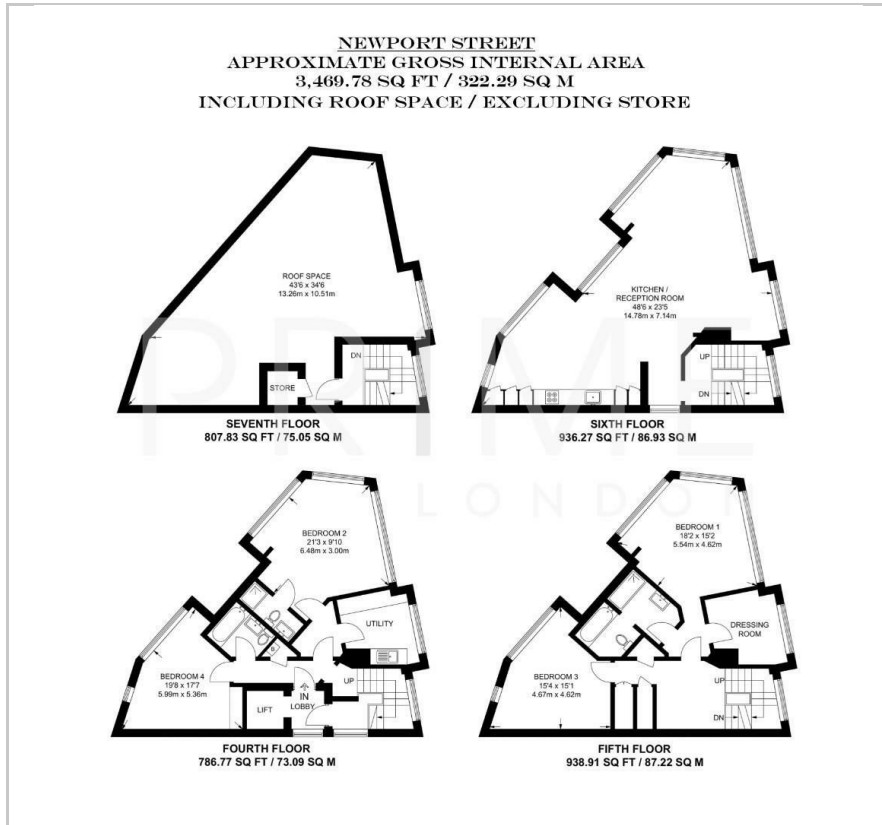 NEWPORT STREET
APPROXIMATE GROSS INTERNAL AREA
3,469.78 SQ FT / 322.29 SQ M
INCLUDING ROOF SPACE / EXCLUDING STORE
ROOF SPACE
43'6 x 34'6
13.26m x 10.51m
STORE
DN
SEVENTH FLOOR
807.83 SQ FT / 75.05 SQ M
KITCHEN /
RECEPTION ROOM
48'6 x 23'5
14.78m x 7.14m
UP
DN
SIXTH FLOOR
936.27 SQ FT / 86.93 SQ M
PRIME
LONDON
BEDROOM 2
21'3 x 9'10
6.48m x 3.00m
UTILITY
BEDROOM 4
19'8 x 17'7
5.99m x 5.36m
UP
IN
LOBBY
LIFT
FOURTH FLOOR
786.77 SQ FT / 73.09 SQ M
BEDROOM 1
18'2 x 15'2
5.54m x 4.62m
DRESSING
ROOM
BEDROOM 3
15'4 x 15'1
4.67m x 4.62m
UP
DN
FIFTH FLOOR
938.91 SQ FT / 87.22 SQ M